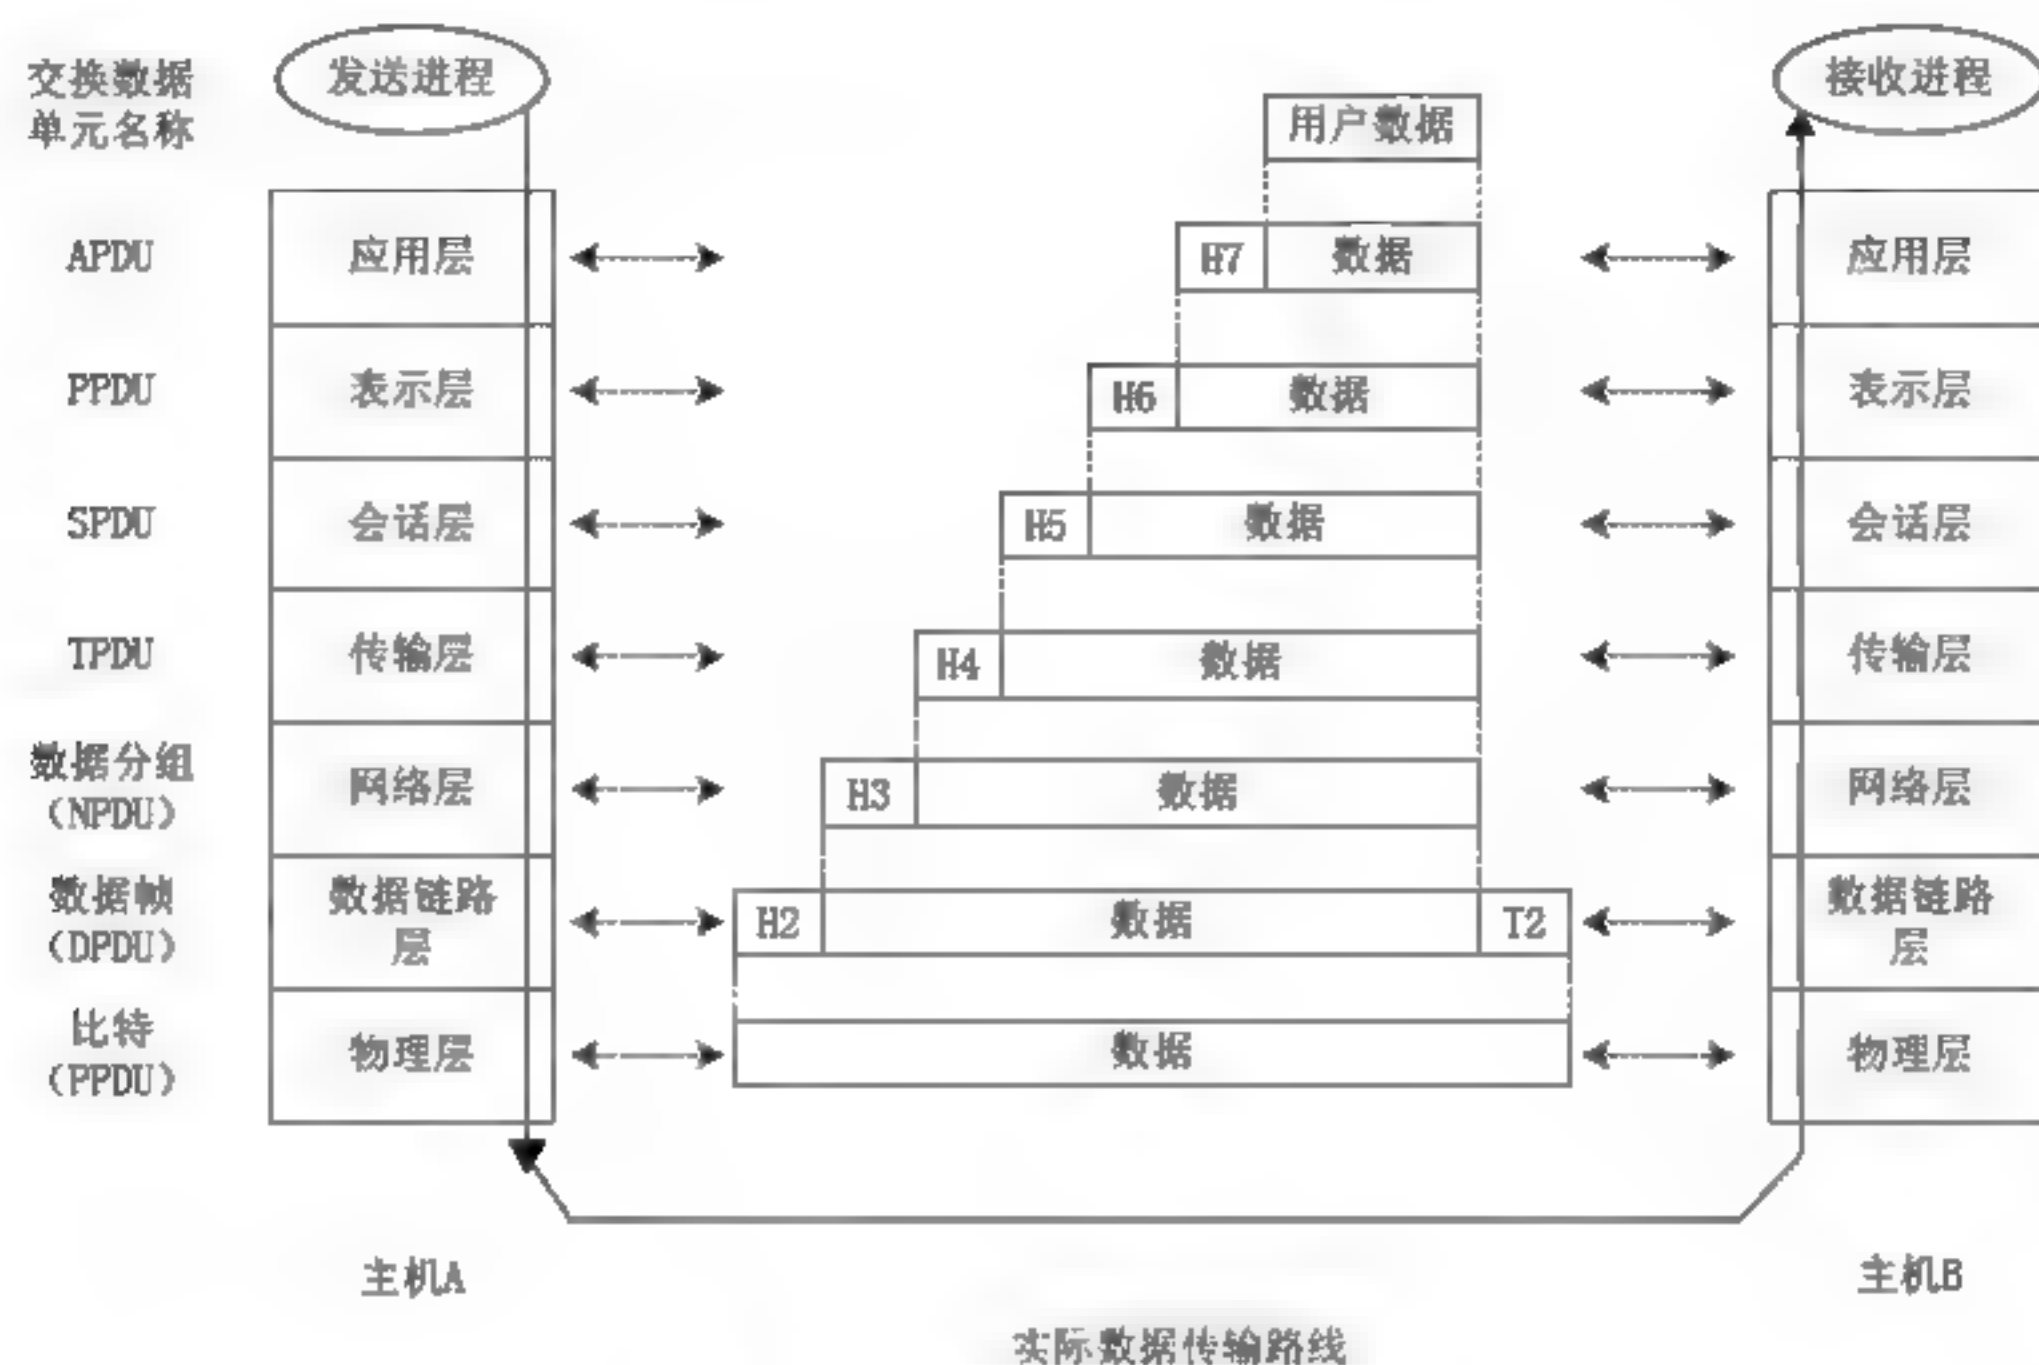 交换数据
单元名称
发送进程
接收进程
用户数据
APDU
应用层
H7
数据
应用层
PPDU
表示层
H6
数据
表示层
SPDU
会话层
H5
数据
会话层
TPDU
传输层
H4
数据
传输层
数据分组
(NPDU)
网络层
H3
数据
网络层
数据帧
(DPDU)
数据链路
层
H2
数据
T2
数据链路
层
比特
(PPDU)
物理层
数据
物理层
主机A
主机B
实际数据传输路线